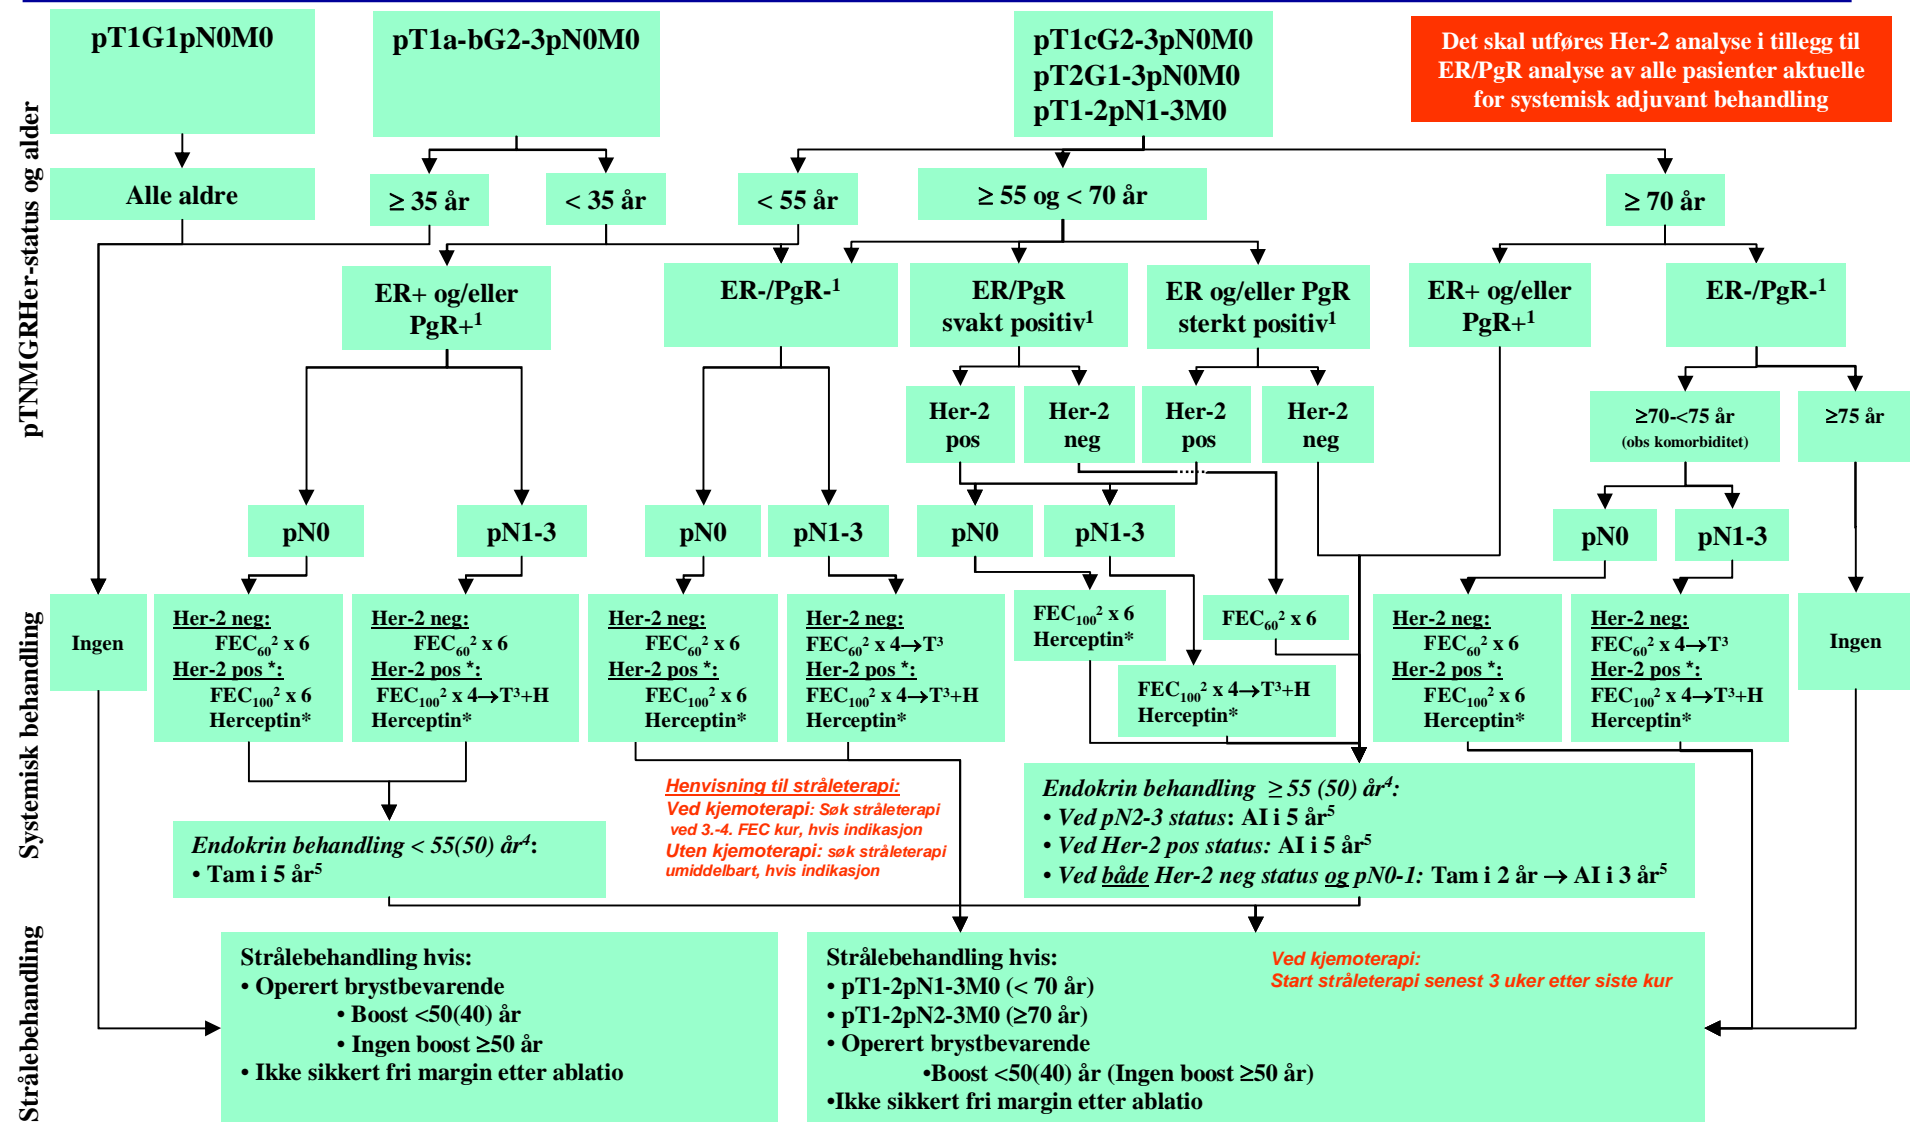 pTNMGRHer-status og alder
Systemisk behandling
Strålebehandling
pT1G1pN0M0
pT1a-bG2-3pN0M0
pT1cG2-3pN0M0
pT2G1-3pN0M0
pT1-2pN1-3M0
Det skal utføres Her-2 analyse i tillegg til
ER/PgR analyse av alle pasienter aktuelle
for systemisk adjuvant behandling
Alle aldre
≥ 35 år
< 35 år
< 55 år
≥ 55 og < 70 år
≥ 70 år
ER+ og/eller
PgR+¹
ER-/PgR-¹
ER/PgR
svakt positiv¹
ER og/eller PgR
sterkt positiv¹
ER+ og/eller
PgR+¹
ER-/PgR-¹
Her-2
pos
Her-2
neg
Her-2
pos
Her-2
neg
≥70-<75 år
(obs komorbiditet)
≥75 år
pN0
pN1-3
pN0
pN1-3
pN0
pN1-3
pN0
pN1-3
Ingen
Her-2 neg:
FEC₆₀² x 6
Her-2 pos *:
FEC₁₀₀² x 6
Herceptin*
Her-2 neg:
FEC₆₀² x 6
Her-2 pos *:
FEC₁₀₀² x 4→T³+H
Herceptin*
Her-2 neg:
FEC₆₀² x 6
Her-2 pos *:
FEC₁₀₀² x 6
Herceptin*
Her-2 neg:
FEC₆₀² x 4→T³
Her-2 pos *:
FEC₁₀₀² x 4→T³+H
Herceptin*
FEC₁₀₀² x 6
Herceptin*
FEC₁₀₀² x 4→T³+H
Herceptin*
FEC₆₀² x 6
Her-2 neg:
FEC₆₀² x 6
Her-2 pos *:
FEC₁₀₀² x 6
Herceptin*
Her-2 neg:
FEC₆₀² x 4→T³
Her-2 pos *:
FEC₁₀₀² x 4→T³+H
Herceptin*
Ingen
Endokrin behandling < 55(50) år⁴:
• Tam i 5 år⁵
Henvisning til stråleterapi:
Ved kjemoterapi: Søk stråleterapi
ved 3.-4. FEC kur, hvis indikasjon
Uten kjemoterapi: søk stråleterapi
umiddelbart, hvis indikasjon
Endokrin behandling ≥ 55 (50) år⁴:
• Ved pN2-3 status: AI i 5 år⁵
• Ved Her-2 pos status: AI i 5 år⁵
• Ved både Her-2 neg status og pN0-1: Tam i 2 år → AI i 3 år⁵
Strålebehandling hvis:
• Operert brystbevarende
• Boost <50(40) år
• Ingen boost ≥50 år
• Ikke sikkert fri margin etter ablatio
Strålebehandling hvis:
• pT1-2pN1-3M0 (< 70 år)
• pT1-2pN2-3M0 (≥70 år)
• Operert brystbevarende
•Boost <50(40) år (Ingen boost ≥50 år)
•Ikke sikkert fri margin etter ablatio
Ved kjemoterapi:
Start stråleterapi senest 3 uker etter siste kur